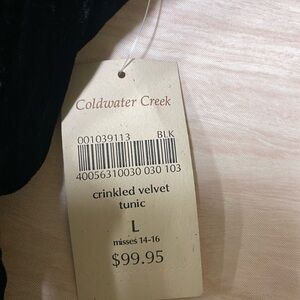 Coldwater Creek
001039113 BLK
40056310030 030 103
crinkled velvet
tunic
L
misses 14-16
$99.95